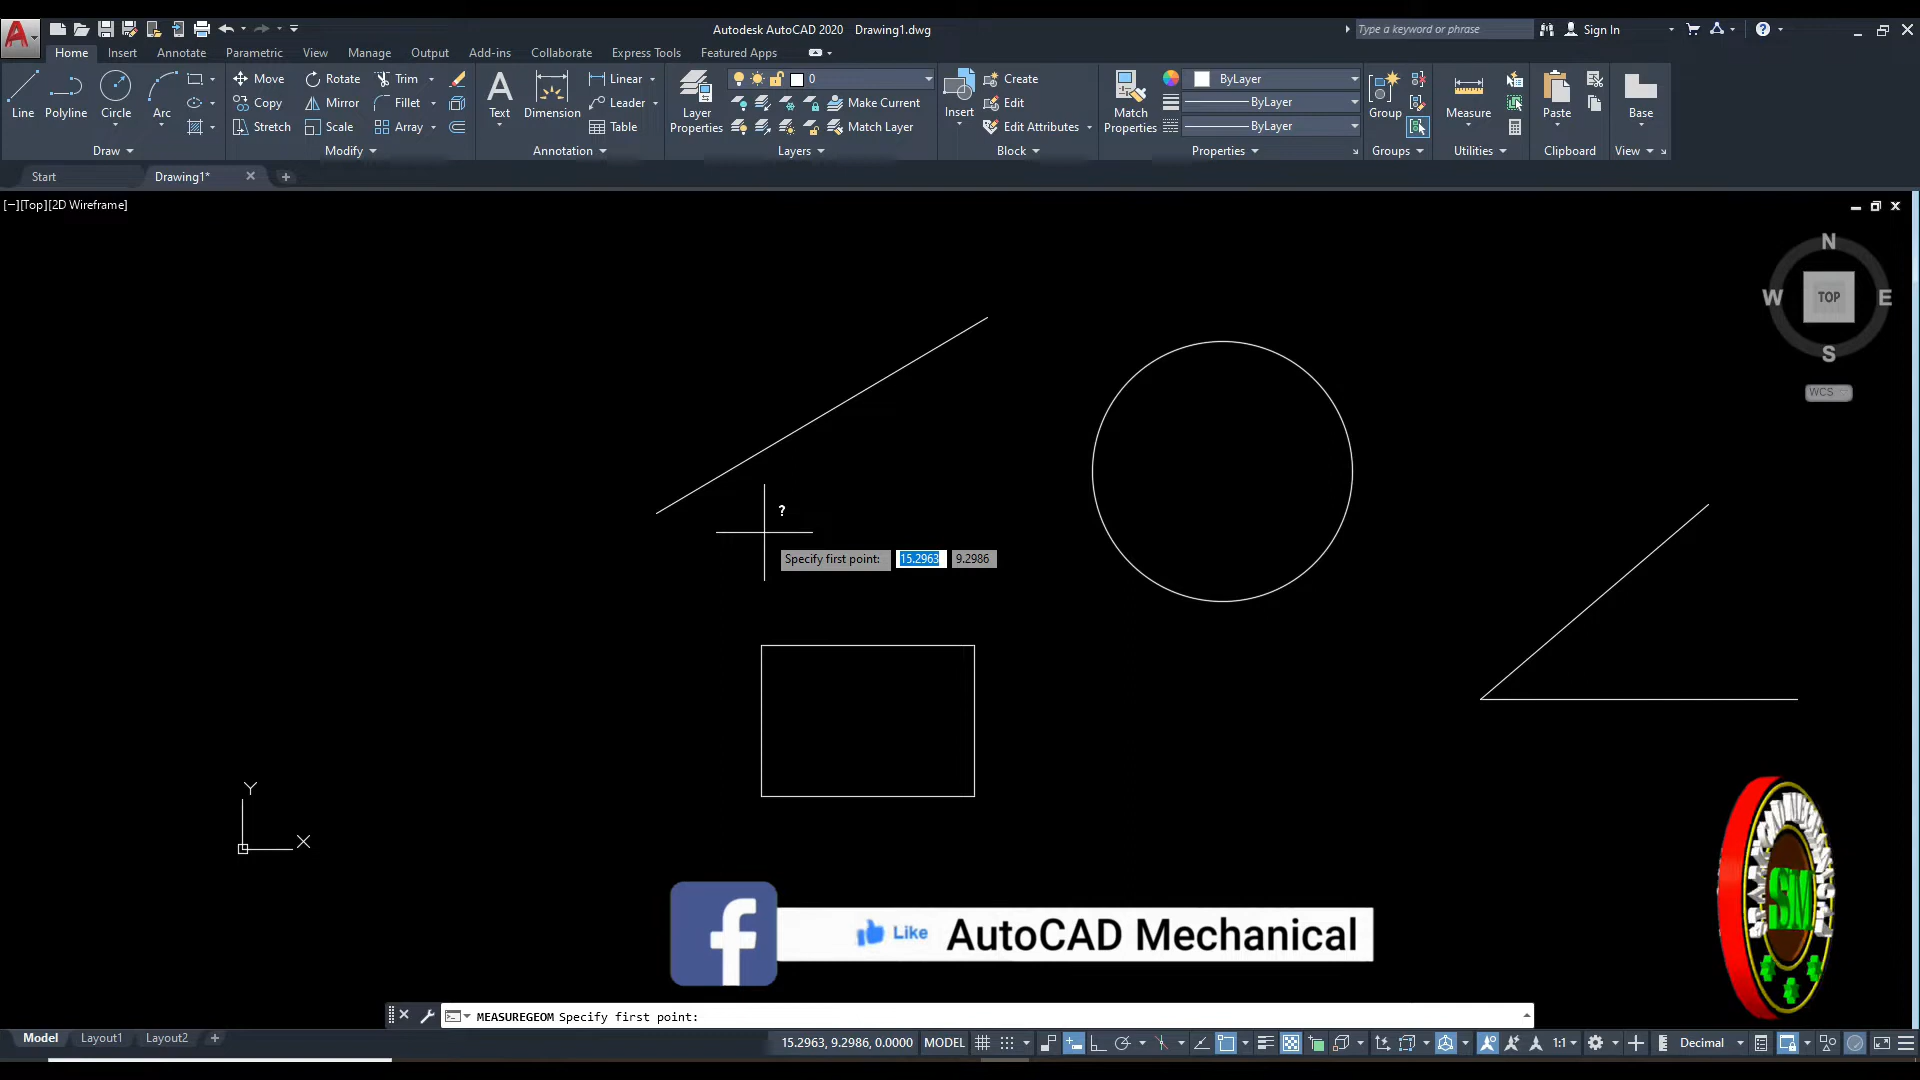 Autodesk AutoCAD 2020 Drawing1.dwg
Type a keyword or phrase
Sign In
Home Insert Annotate Parametric View Manage Output Add-ins Collaborate Express Tools Featured Apps
Line Polyline Circle Arc
Draw
Move Rotate Trim
Copy Mirror Fillet
Stretch Scale Array
Modify
Text Dimension
Linear
Leader
Table
Annotation
Layer Properties
0
Make Current
Match Layer
Layers
Insert
Create
Edit
Edit Attributes
Block
Match Properties
ByLayer
ByLayer
ByLayer
Properties
Group
Groups
Measure
Utilities
Paste
Clipboard
Base
View
Start Drawing1*
[−][Top][2D Wireframe]
N
W TOP E
S
WCS
?
Specify first point: 15.2963 9.2986
Y
X
f Like AutoCAD Mechanical
SM
MEASUREGEOM Specify first point:
Model Layout1 Layout2
15.2963, 9.2986, 0.0000 MODEL 1:1 Decimal